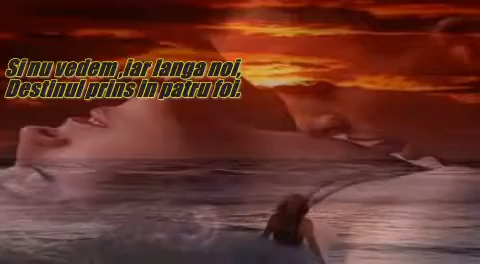 Si nu vedem ,iar langa noi,
Destinul prins in patru foi.